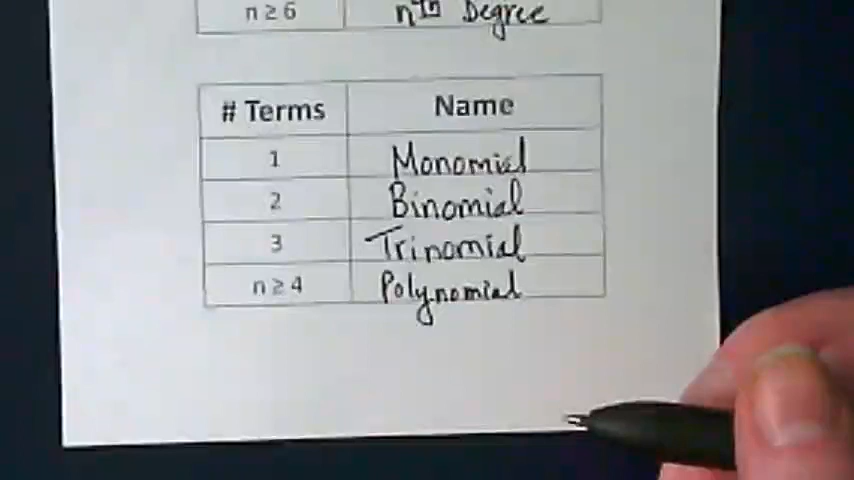 n ≥ 6 nth Degree
# Terms Name
1 Monomial
2 Binomial
3 Trinomial
n ≥ 4 Polynomial